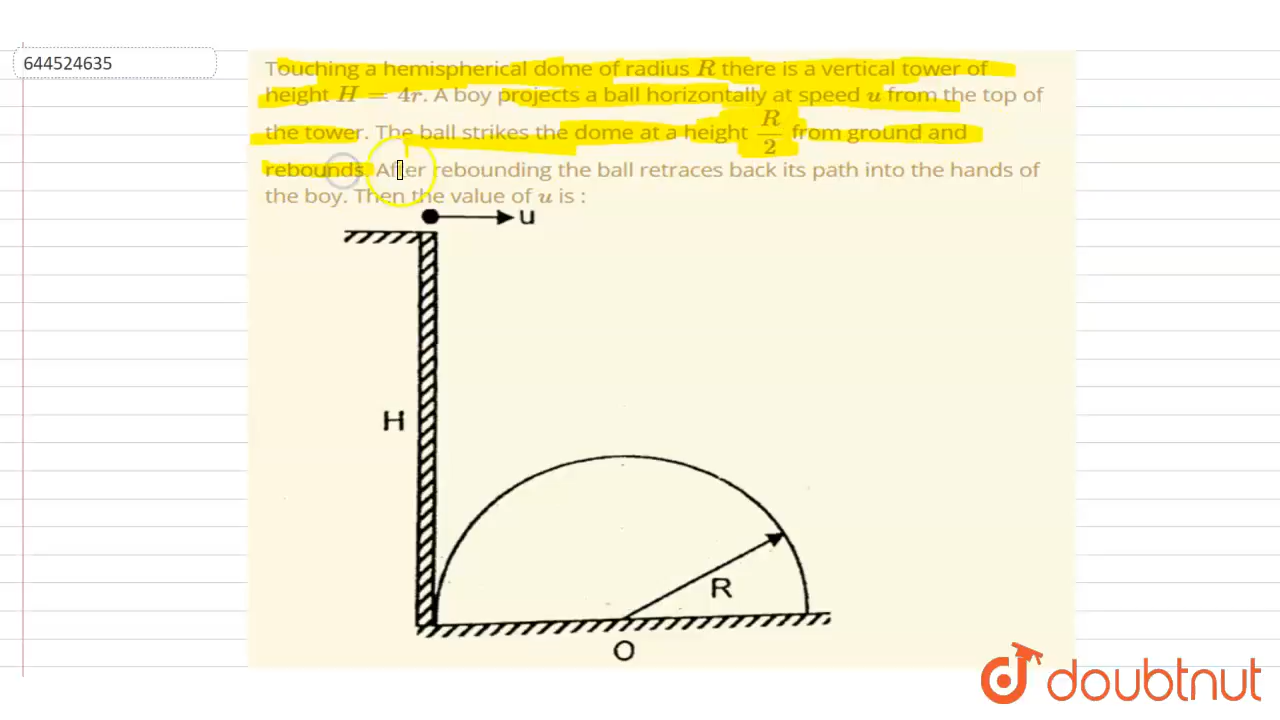 644524635
Touching a hemispherical dome of radius R there is a vertical tower of
height H = 4r. A boy projects a ball horizontally at speed u from the top of
the tower. The ball strikes the dome at a height R/2 from ground and
rebounds. After rebounding the ball retraces back its path into the hands of
the boy. Then the value of u is :
u
H
R
O
doubtnut